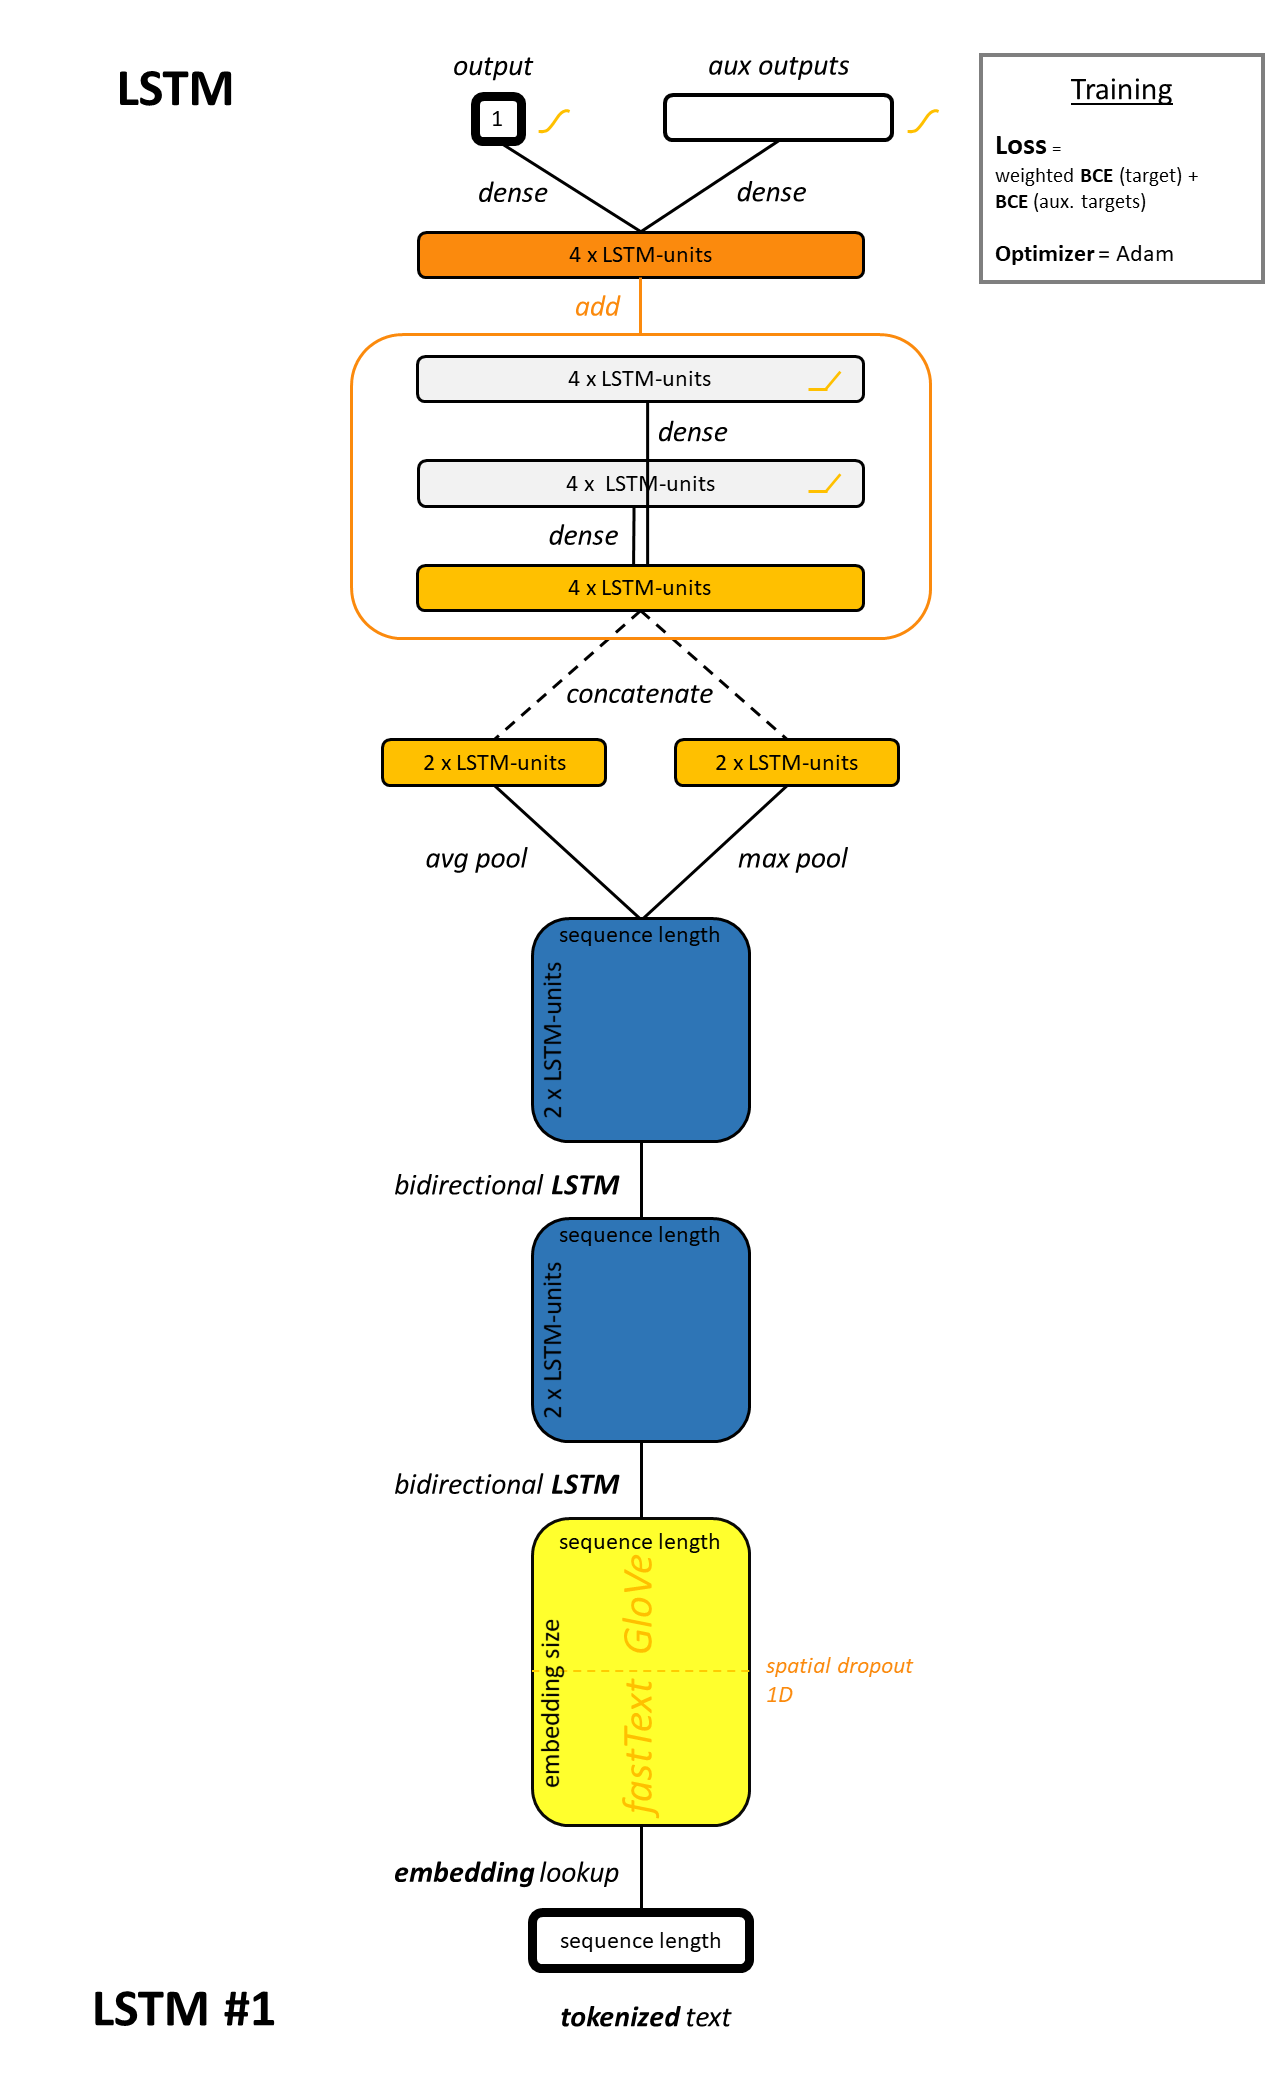 LSTM
output
aux outputs
1
dense
dense
Training
Loss =
weighted BCE (target) +
BCE (aux. targets)
Optimizer = Adam
4 x LSTM-units
add
4 x LSTM-units
dense
4 x LSTM-units
dense
4 x LSTM-units
concatenate
2 x LSTM-units
2 x LSTM-units
avg pool
max pool
sequence length
2 x LSTM-units
bidirectional LSTM
sequence length
2 x LSTM-units
bidirectional LSTM
sequence length
embedding size
fastText GloVe
spatial dropout
1D
embedding lookup
sequence length
tokenized text
LSTM #1